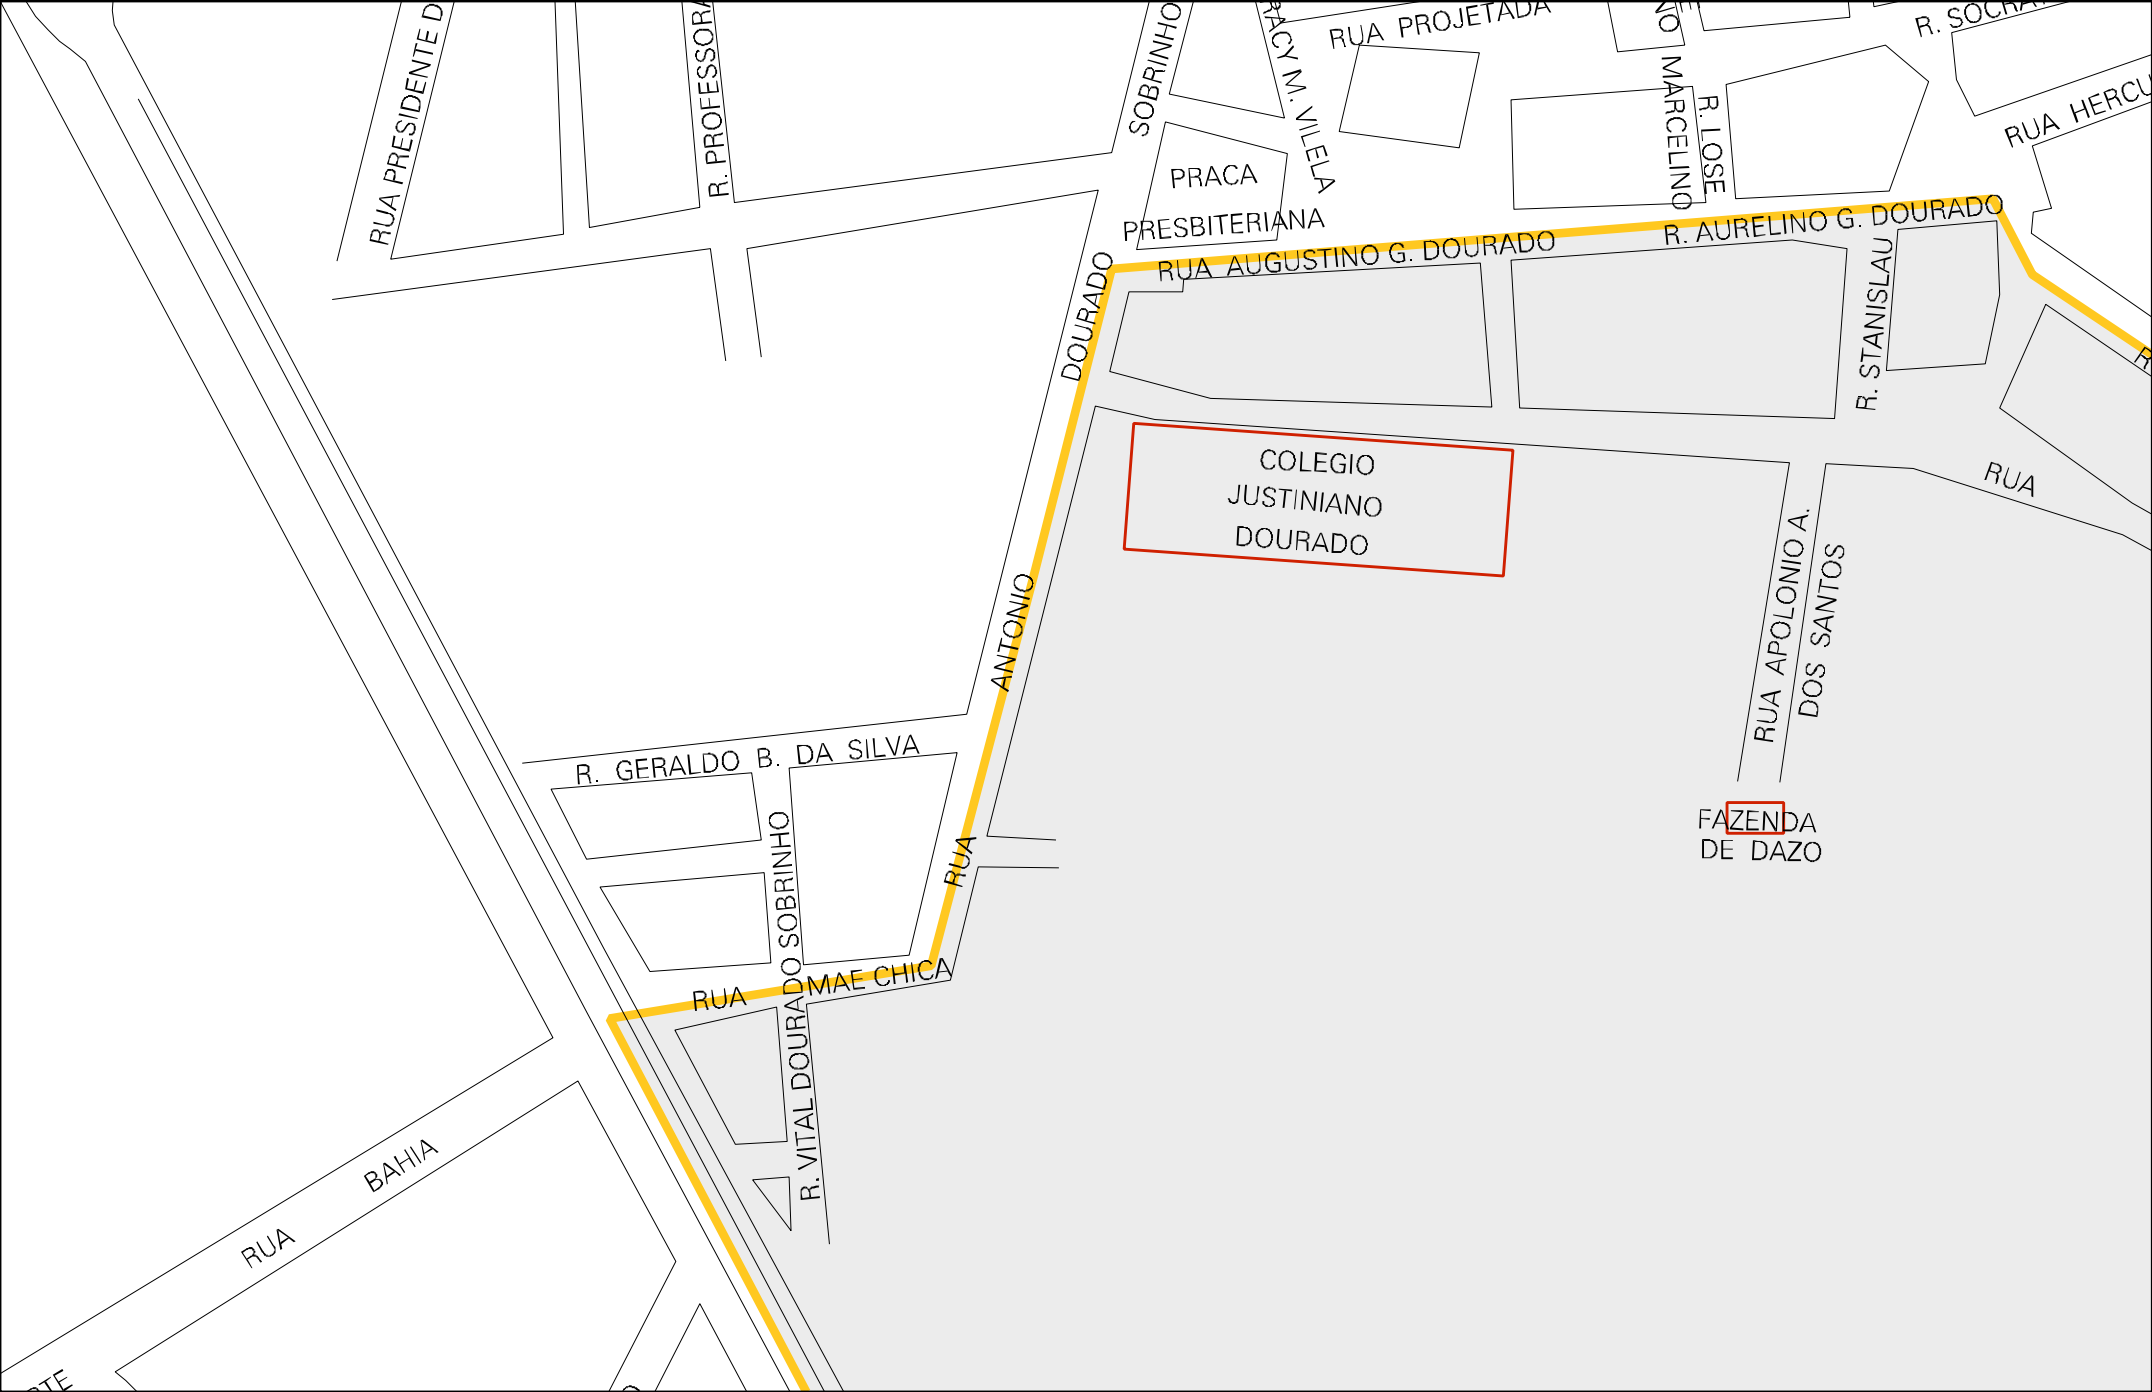 RUA PRESIDENTE D
R. PROFESSORA
SOBRINHO
RACY M. VILELA
RUA PROJETADA
NO MARCELINO
R. LOSE
R. SOCRA
RUA HERCU
PRACA
PRESBITERIANA
RUA AUGUSTINO G. DOURADO
R. AURELINO G. DOURADO
R. STANISLAU
RUA ANTONIO DOURADO
COLEGIO
JUSTINIANO
DOURADO
RUA
RUA APOLONIO A.
DOS SANTOS
FAZENDA
DE DAZO
R. GERALDO B. DA SILVA
R. VITAL DOURADO SOBRINHO
RUA MAE CHICA
RUA BAHIA